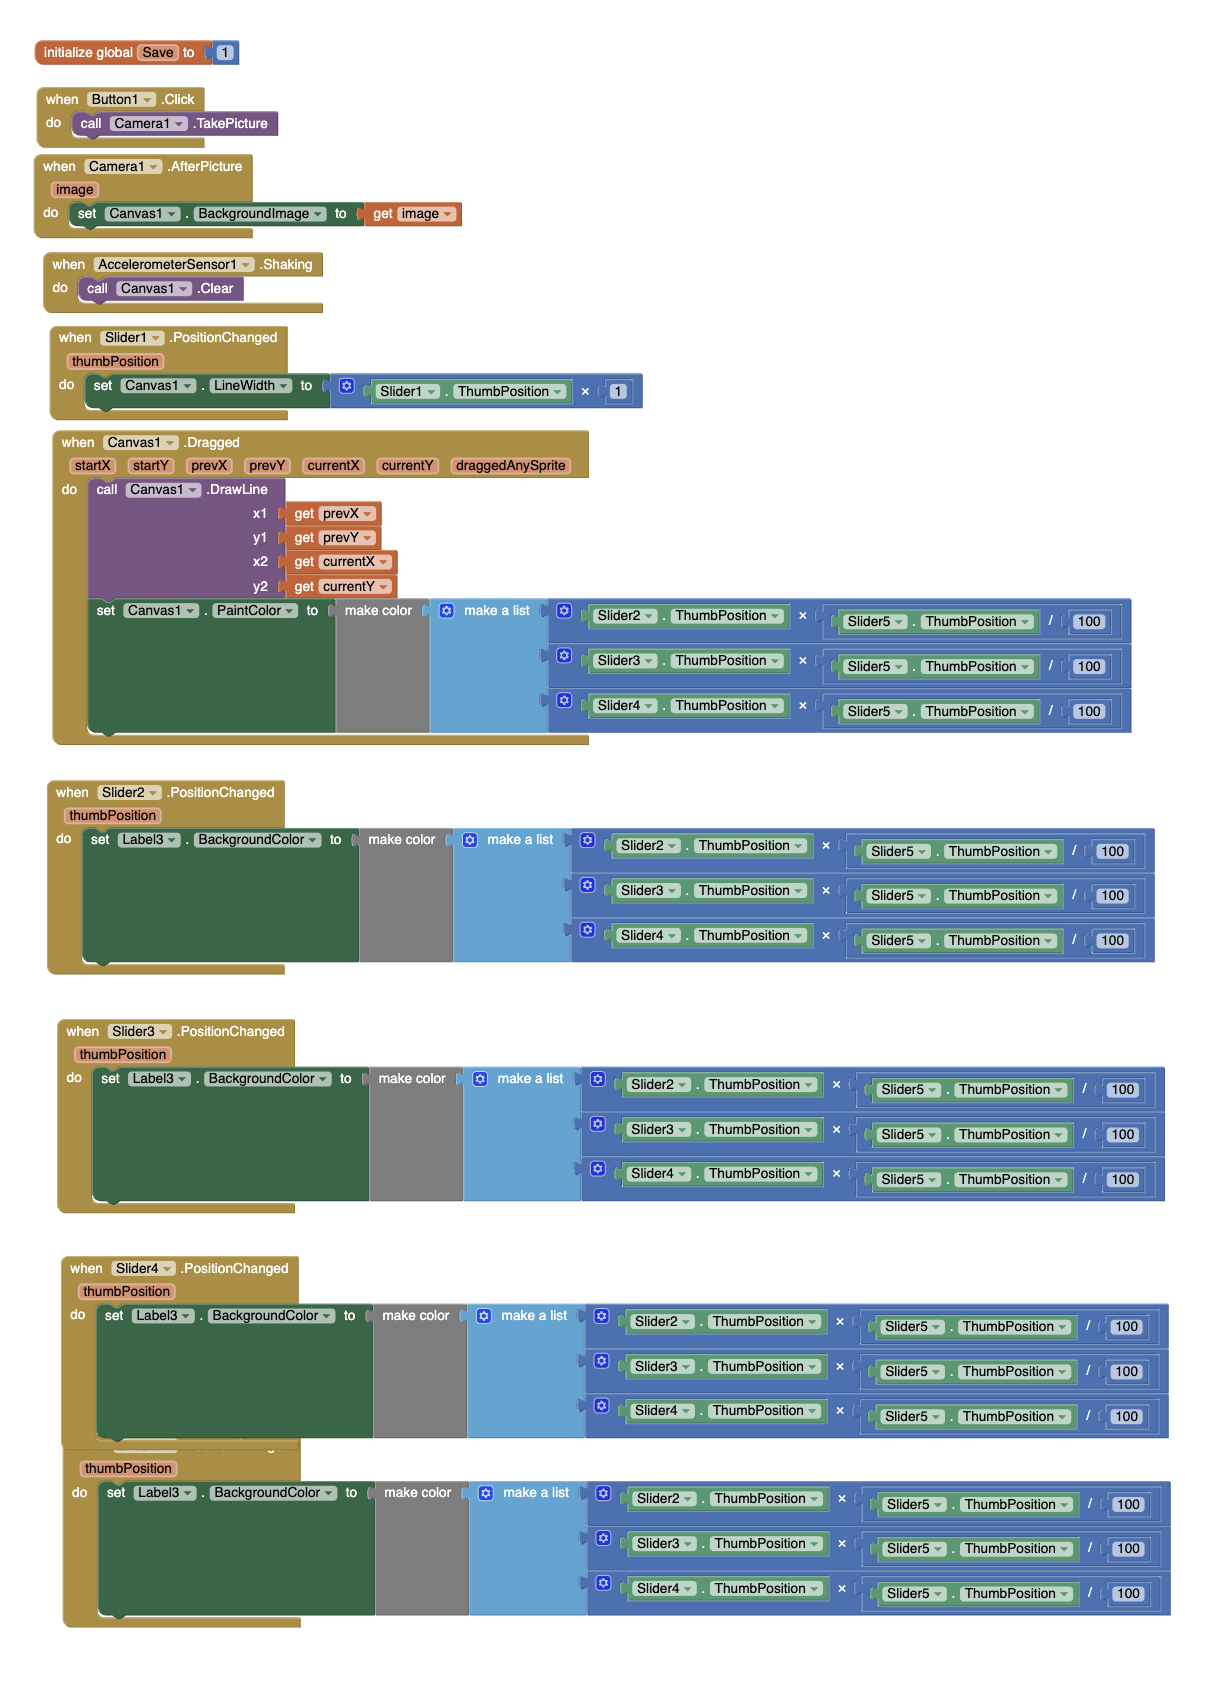 initialize global Save to 1
when Button1 .Click
do call Camera1 .TakePicture
when Camera1 .AfterPicture
image
do set Canvas1 . BackgroundImage to get image
when AccelerometerSensor1 .Shaking
do call Canvas1 .Clear
when Slider1 .PositionChanged
thumbPosition
do set Canvas1 . LineWidth to Slider1 . ThumbPosition × 1
when Canvas1 .Dragged
startX startY prevX prevY currentX currentY draggedAnySprite
do call Canvas1 .DrawLine
x1 get prevX
y1 get prevY
x2 get currentX
y2 get currentY
set Canvas1 . PaintColor to make color make a list Slider2 . ThumbPosition × Slider5 . ThumbPosition / 100
Slider3 . ThumbPosition × Slider5 . ThumbPosition / 100
Slider4 . ThumbPosition × Slider5 . ThumbPosition / 100
when Slider2 .PositionChanged
thumbPosition
do set Label3 . BackgroundColor to make color make a list Slider2 . ThumbPosition × Slider5 . ThumbPosition / 100
Slider3 . ThumbPosition × Slider5 . ThumbPosition / 100
Slider4 . ThumbPosition × Slider5 . ThumbPosition / 100
when Slider3 .PositionChanged
thumbPosition
do set Label3 . BackgroundColor to make color make a list Slider2 . ThumbPosition × Slider5 . ThumbPosition / 100
Slider3 . ThumbPosition × Slider5 . ThumbPosition / 100
Slider4 . ThumbPosition × Slider5 . ThumbPosition / 100
when Slider4 .PositionChanged
thumbPosition
do set Label3 . BackgroundColor to make color make a list Slider2 . ThumbPosition × Slider5 . ThumbPosition / 100
Slider3 . ThumbPosition × Slider5 . ThumbPosition / 100
Slider4 . ThumbPosition × Slider5 . ThumbPosition / 100
thumbPosition
do set Label3 . BackgroundColor to make color make a list Slider2 . ThumbPosition × Slider5 . ThumbPosition / 100
Slider3 . ThumbPosition × Slider5 . ThumbPosition / 100
Slider4 . ThumbPosition × Slider5 . ThumbPosition / 100